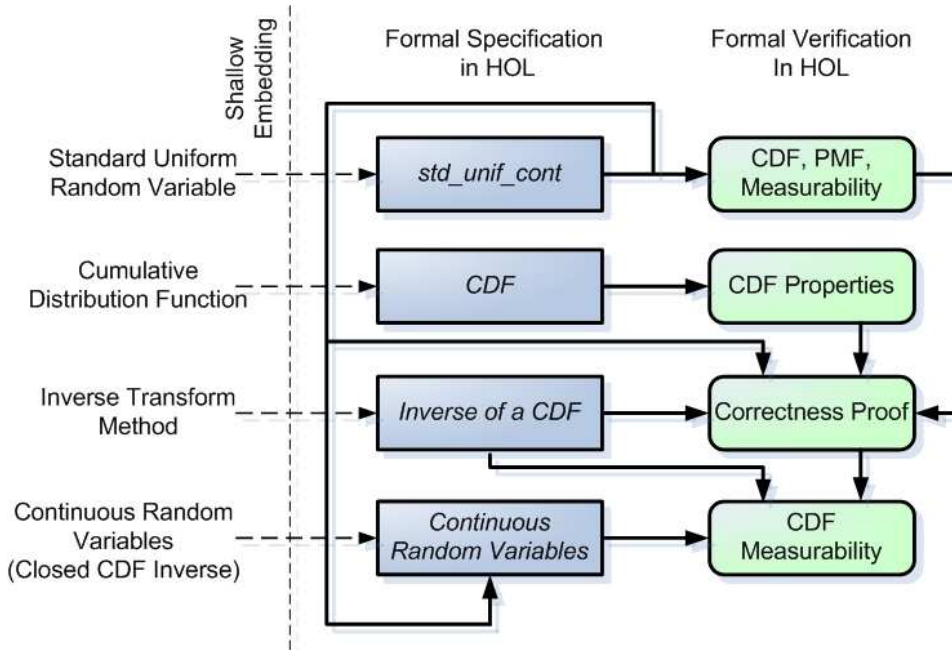 Formal Specification
in HOL
Formal Verification
In HOL
Shallow
Embedding
Standard Uniform
Random Variable
std_unif_cont
CDF, PMF,
Measurability
Cumulative
Distribution Function
CDF
CDF Properties
Inverse Transform
Method
Inverse of a CDF
Correctness Proof
Continuous Random
Variables
(Closed CDF Inverse)
Continuous
Random Variables
CDF
Measurability